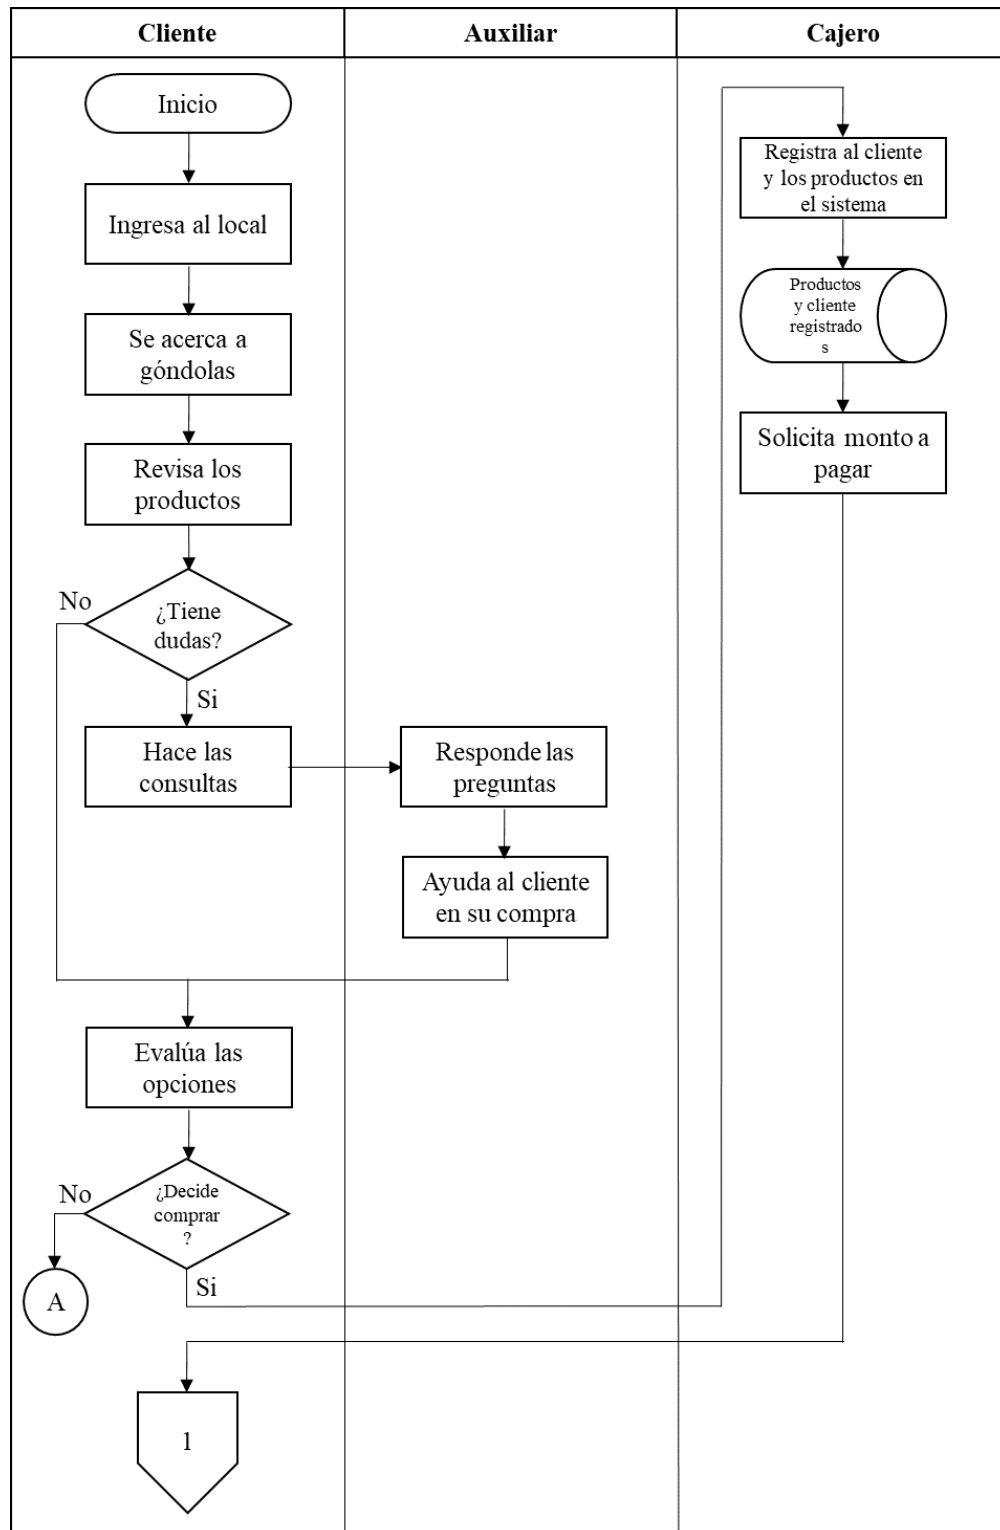 Cliente
Auxiliar
Cajero
Inicio
Ingresa al local
Se acerca a
góndolas
Revisa los
productos
¿Tiene
dudas?
No
Si
Hace las
consultas
Responde las
preguntas
Ayuda al cliente
en su compra
Evalúa las
opciones
¿Decide
comprar
?
No
A
Si
Registra al cliente
y los productos en
el sistema
Productos
y cliente
registrado
s
Solicita monto a
pagar
1